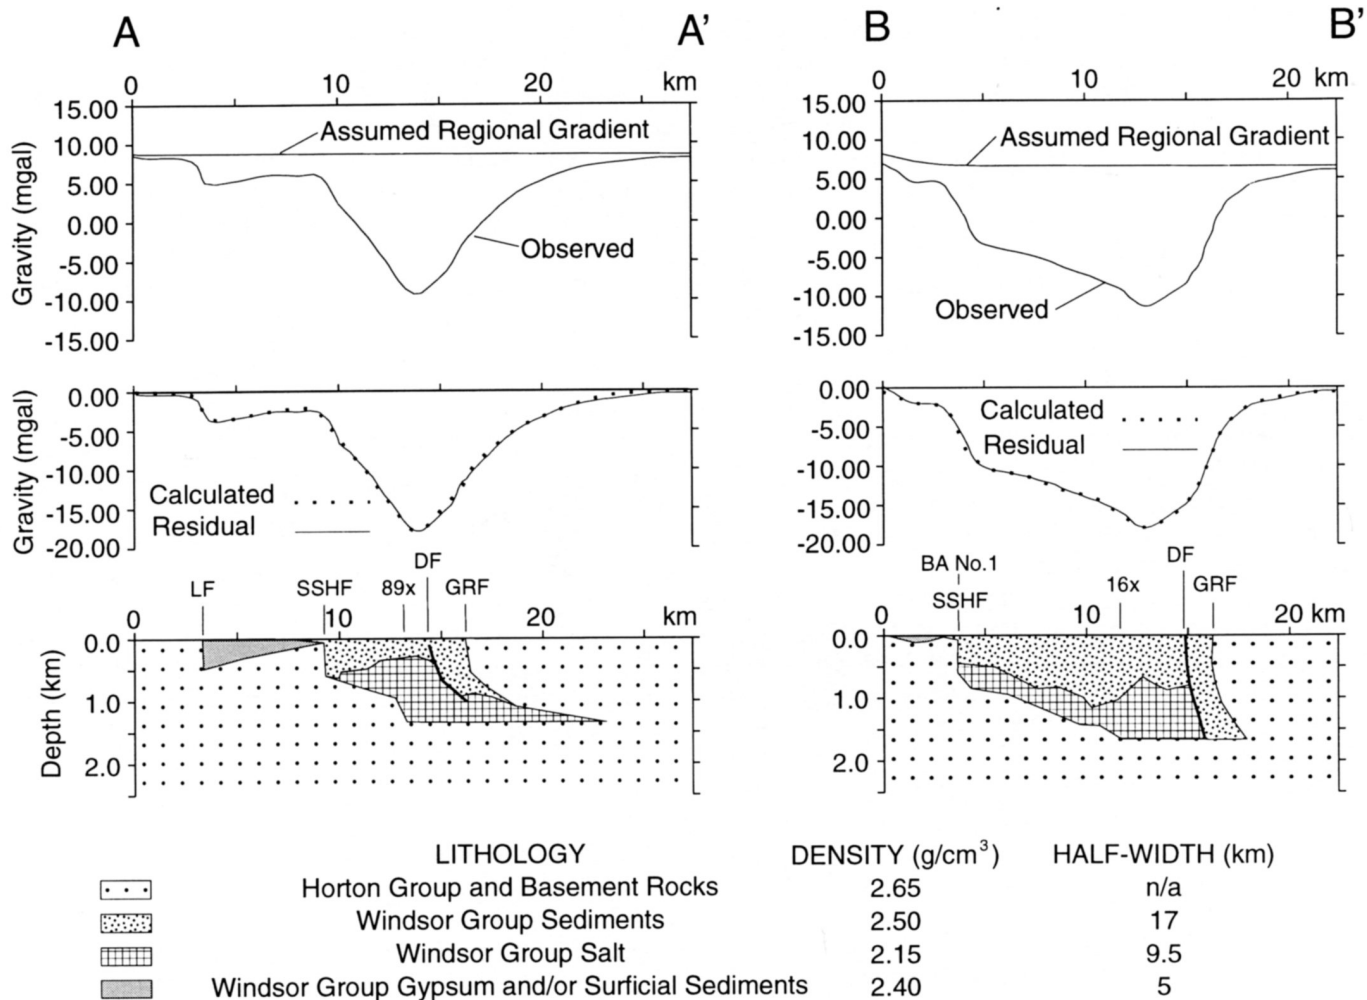 A A' B B'
0 10 20 km 0 10 20 km
15.00 15.00
Assumed Regional Gradient Assumed Regional Gradient
10.00 10.00
5.00 5.00
0.00 0.00
Observed
-5.00 -5.00
Observed
-10.00 -10.00
-15.00 -15.00
Gravity (mgal)
0.00 0.00
Calculated
-5.00 -5.00
Residual
-10.00 -10.00
Calculated
-15.00 -15.00
Residual
-20.00 -20.00
Gravity (mgal)
DF BA No.1 DF
LF SSHF 89x GRF SSHF 16x GRF
0 10 20 km 0 10 20 km
0.0 0.0
1.0 1.0
2.0 2.0
Depth (km)
LITHOLOGY DENSITY (g/cm³) HALF-WIDTH (km)
Horton Group and Basement Rocks 2.65 n/a
Windsor Group Sediments 2.50 17
Windsor Group Salt 2.15 9.5
Windsor Group Gypsum and/or Surficial Sediments 2.40 5